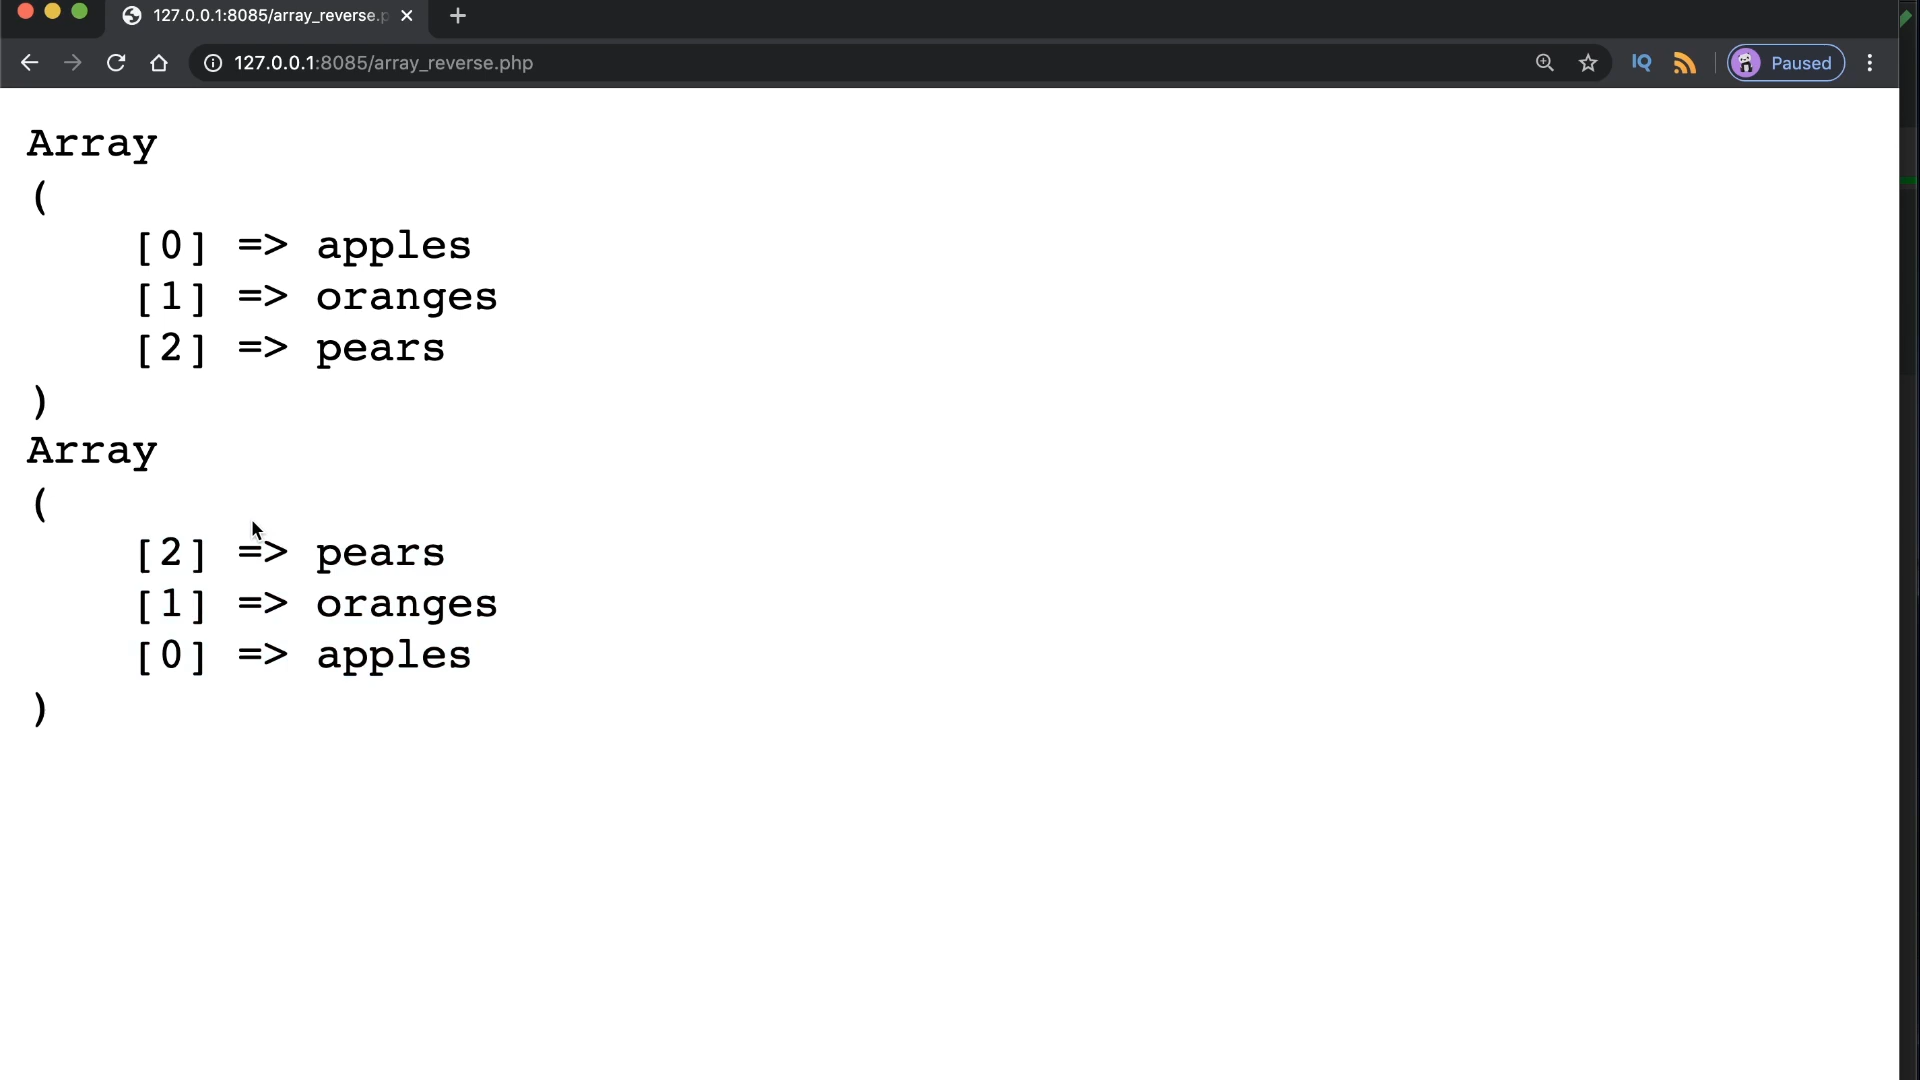 127.0.0.1:8085/array_reverse.p
127.0.0.1:8085/array_reverse.php
IQ
Paused
Array
(
[0] => apples
[1] => oranges
[2] => pears
)
Array
(
[2] => pears
[1] => oranges
[0] => apples
)